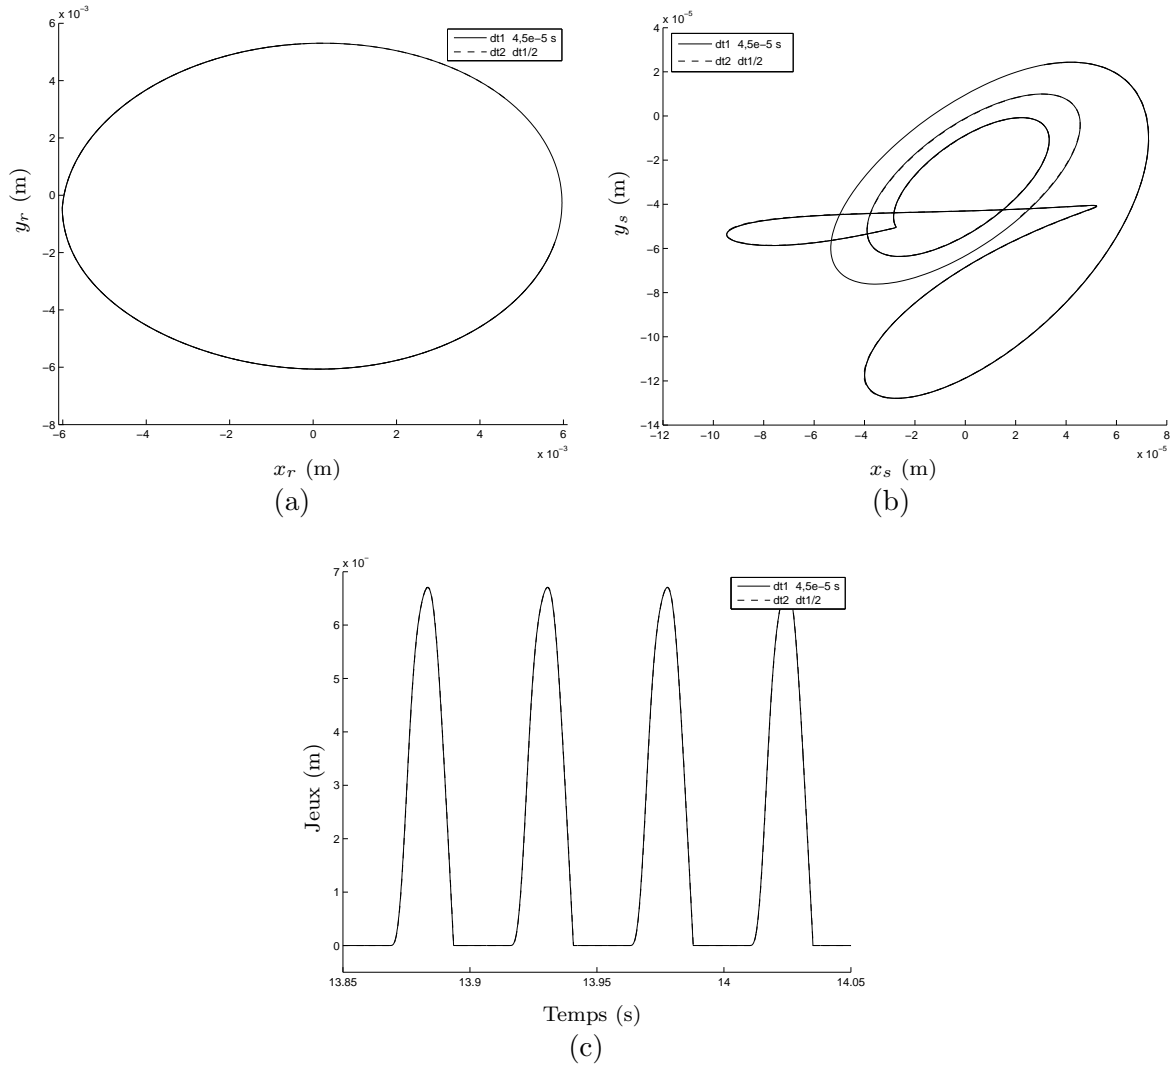 x 10⁻³
6
4
2
0
−2
−4
−6
−8
−6 −4 −2 0 2 4 6
x 10⁻³
dt1 4,5e−5 s
dt2 dt1/2
y_r (m)
x_r (m)
(a)
x 10⁻⁵
4
2
0
−2
−4
−6
−8
−10
−12
−14
−12 −10 −8 −6 −4 −2 0 2 4 6 8
x 10⁻⁵
dt1 4,5e−5 s
dt2 dt1/2
y_s (m)
x_s (m)
(b)
x 10⁻
7
6
5
4
3
2
1
0
13.85 13.9 13.95 14 14.05
dt1 4,5e−5 s
dt2 dt1/2
Jeux (m)
Temps (s)
(c)